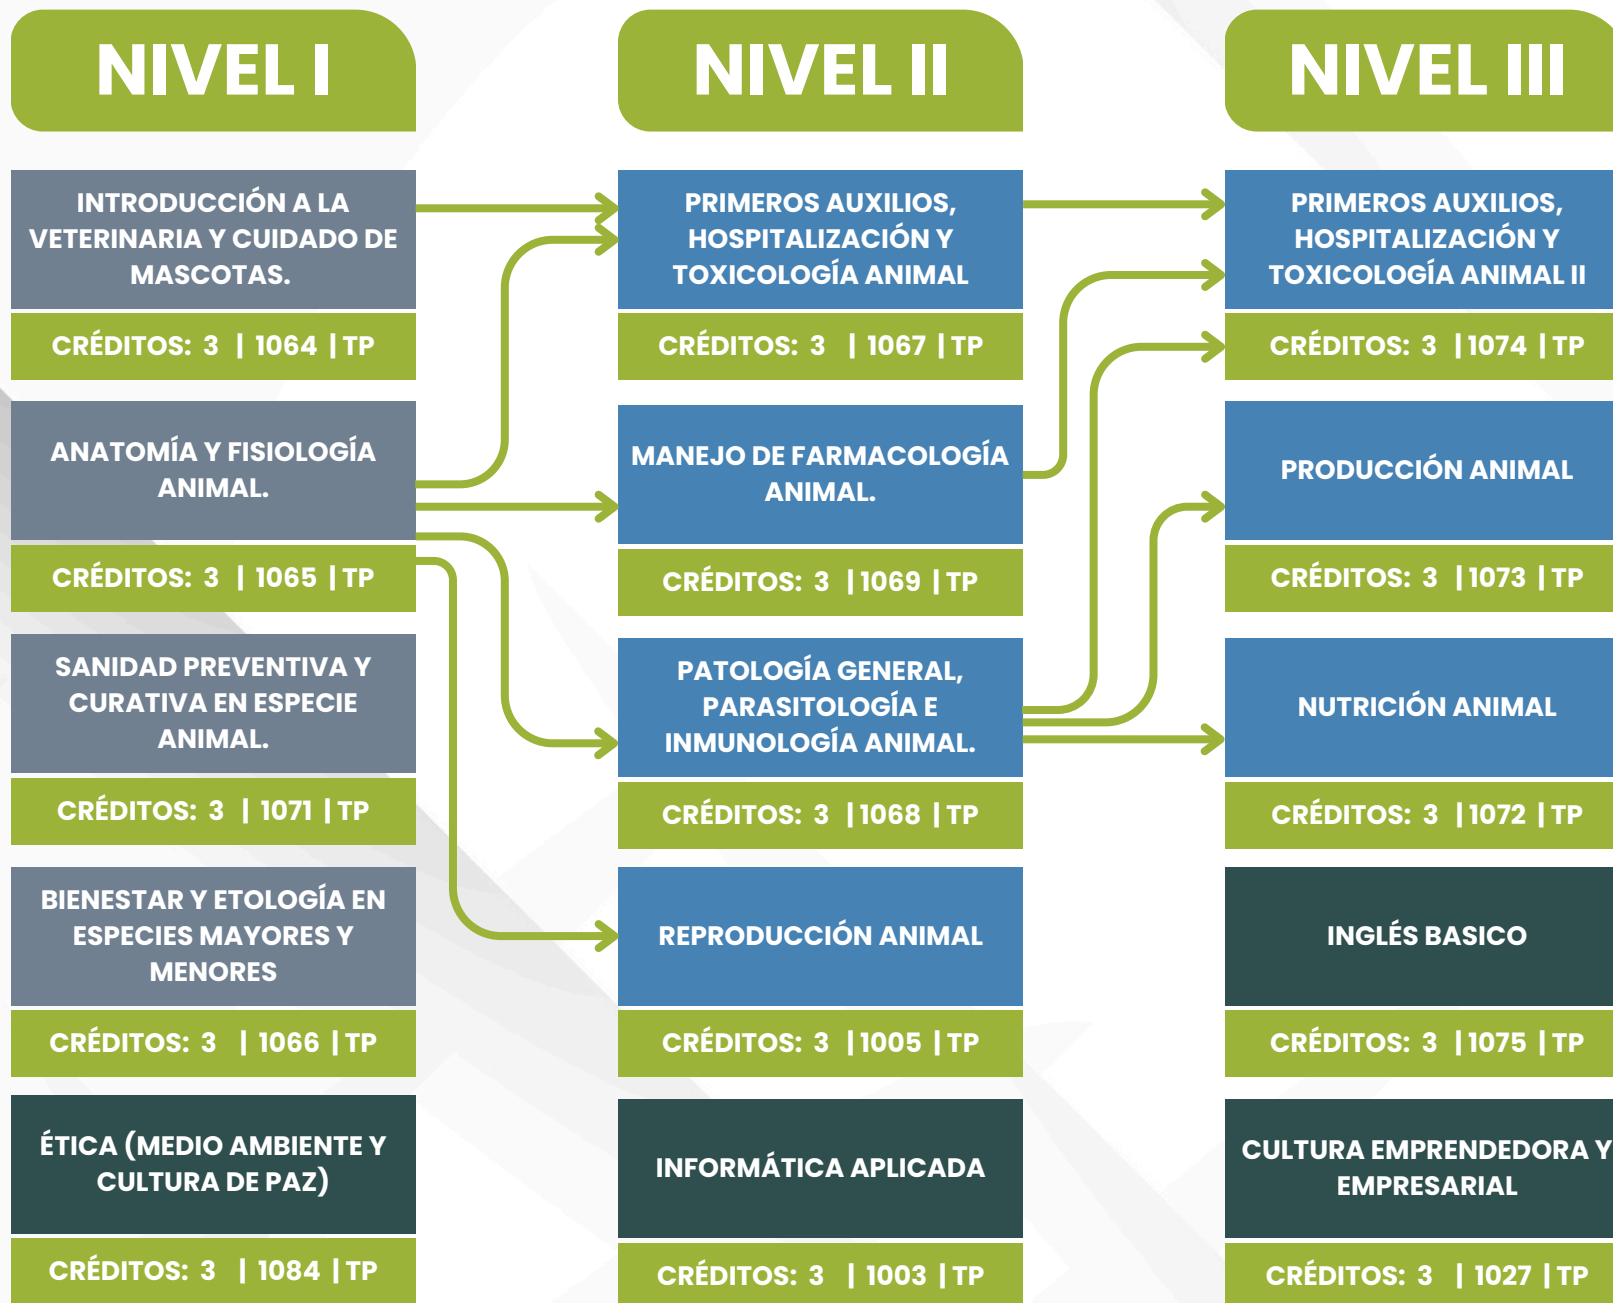 NIVEL I
INTRODUCCIÓN A LA
VETERINARIA Y CUIDADO DE
MASCOTAS.
CRÉDITOS: 3 | 1064 | TP
ANATOMÍA Y FISIOLOGÍA
ANIMAL.
CRÉDITOS: 3 | 1065 | TP
SANIDAD PREVENTIVA Y
CURATIVA EN ESPECIE
ANIMAL.
CRÉDITOS: 3 | 1071 | TP
BIENESTAR Y ETOLOGÍA EN
ESPECIES MAYORES Y
MENORES
CRÉDITOS: 3 | 1066 | TP
ÉTICA (MEDIO AMBIENTE Y
CULTURA DE PAZ)
CRÉDITOS: 3 | 1084 | TP
NIVEL II
PRIMEROS AUXILIOS,
HOSPITALIZACIÓN Y
TOXICOLOGÍA ANIMAL
CRÉDITOS: 3 | 1067 | TP
MANEJO DE FARMACOLOGÍA
ANIMAL.
CRÉDITOS: 3 | 1069 | TP
PATOLOGÍA GENERAL,
PARASITOLOGÍA E
INMUNOLOGÍA ANIMAL.
CRÉDITOS: 3 | 1068 | TP
REPRODUCCIÓN ANIMAL
CRÉDITOS: 3 | 1005 | TP
INFORMÁTICA APLICADA
CRÉDITOS: 3 | 1003 | TP
NIVEL III
PRIMEROS AUXILIOS,
HOSPITALIZACIÓN Y
TOXICOLOGÍA ANIMAL II
CRÉDITOS: 3 | 1074 | TP
PRODUCCIÓN ANIMAL
CRÉDITOS: 3 | 1073 | TP
NUTRICIÓN ANIMAL
CRÉDITOS: 3 | 1072 | TP
INGLÉS BASICO
CRÉDITOS: 3 | 1075 | TP
CULTURA EMPRENDEDORA Y
EMPRESARIAL
CRÉDITOS: 3 | 1027 | TP